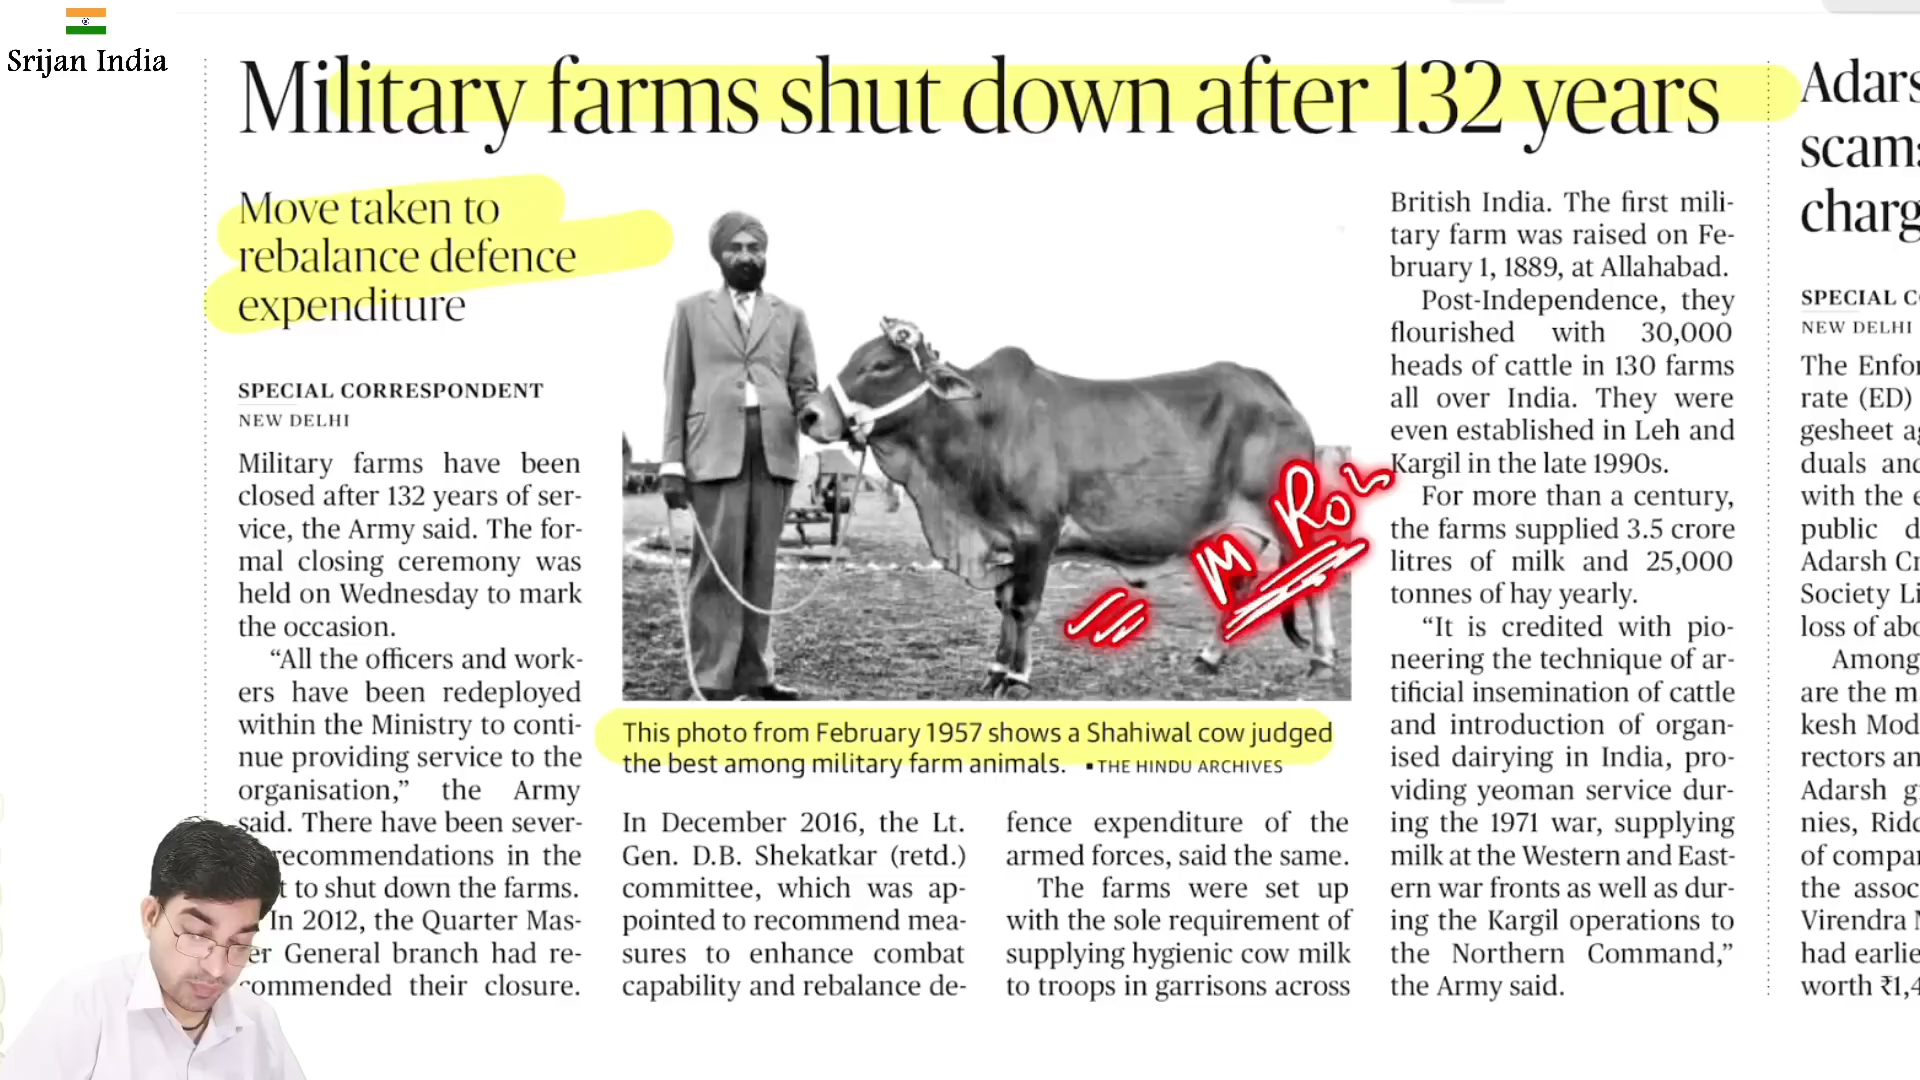 Srijan India
Military farms shut down after 132 years
Move taken to
rebalance defence
expenditure
SPECIAL CORRESPONDENT
NEW DELHI
Military farms have been
closed after 132 years of ser-
vice, the Army said. The for-
mal closing ceremony was
held on Wednesday to mark
the occasion.
“All the officers and work-
ers have been redeployed
within the Ministry to conti-
nue providing service to the
organisation,” the Army
said. There have been sever-
recommendations in the
to shut down the farms.
In 2012, the Quarter Mas-
er General branch had re-
commended their closure.
This photo from February 1957 shows a Shahiwal cow judged
the best among military farm animals. ▪ THE HINDU ARCHIVES
In December 2016, the Lt.
Gen. D.B. Shekatkar (retd.)
committee, which was ap-
pointed to recommend mea-
sures to enhance combat
capability and rebalance de-
fence expenditure of the
armed forces, said the same.
The farms were set up
with the sole requirement of
supplying hygienic cow milk
to troops in garrisons across
British India. The first mili-
tary farm was raised on Fe-
bruary 1, 1889, at Allahabad.
Post-Independence, they
flourished with 30,000
heads of cattle in 130 farms
all over India. They were
even established in Leh and
Kargil in the late 1990s.
For more than a century,
the farms supplied 3.5 crore
litres of milk and 25,000
tonnes of hay yearly.
“It is credited with pio-
neering the technique of ar-
tificial insemination of cattle
and introduction of organ-
ised dairying in India, pro-
viding yeoman service dur-
ing the 1971 war, supplying
milk at the Western and East-
ern war fronts as well as dur-
ing the Kargil operations to
the Northern Command,”
the Army said.
Adars
scam:
charg
SPECIAL CO
NEW DELHI
The Enfor
rate (ED)
gesheet ag
duals and
with the e
public d
Adarsh Cr
Society Li
loss of abo
Among
are the m
kesh Mod
rectors an
Adarsh g
nies, Ridd
of compan
the assoc
Virendra M
had earlie
worth ₹1,4